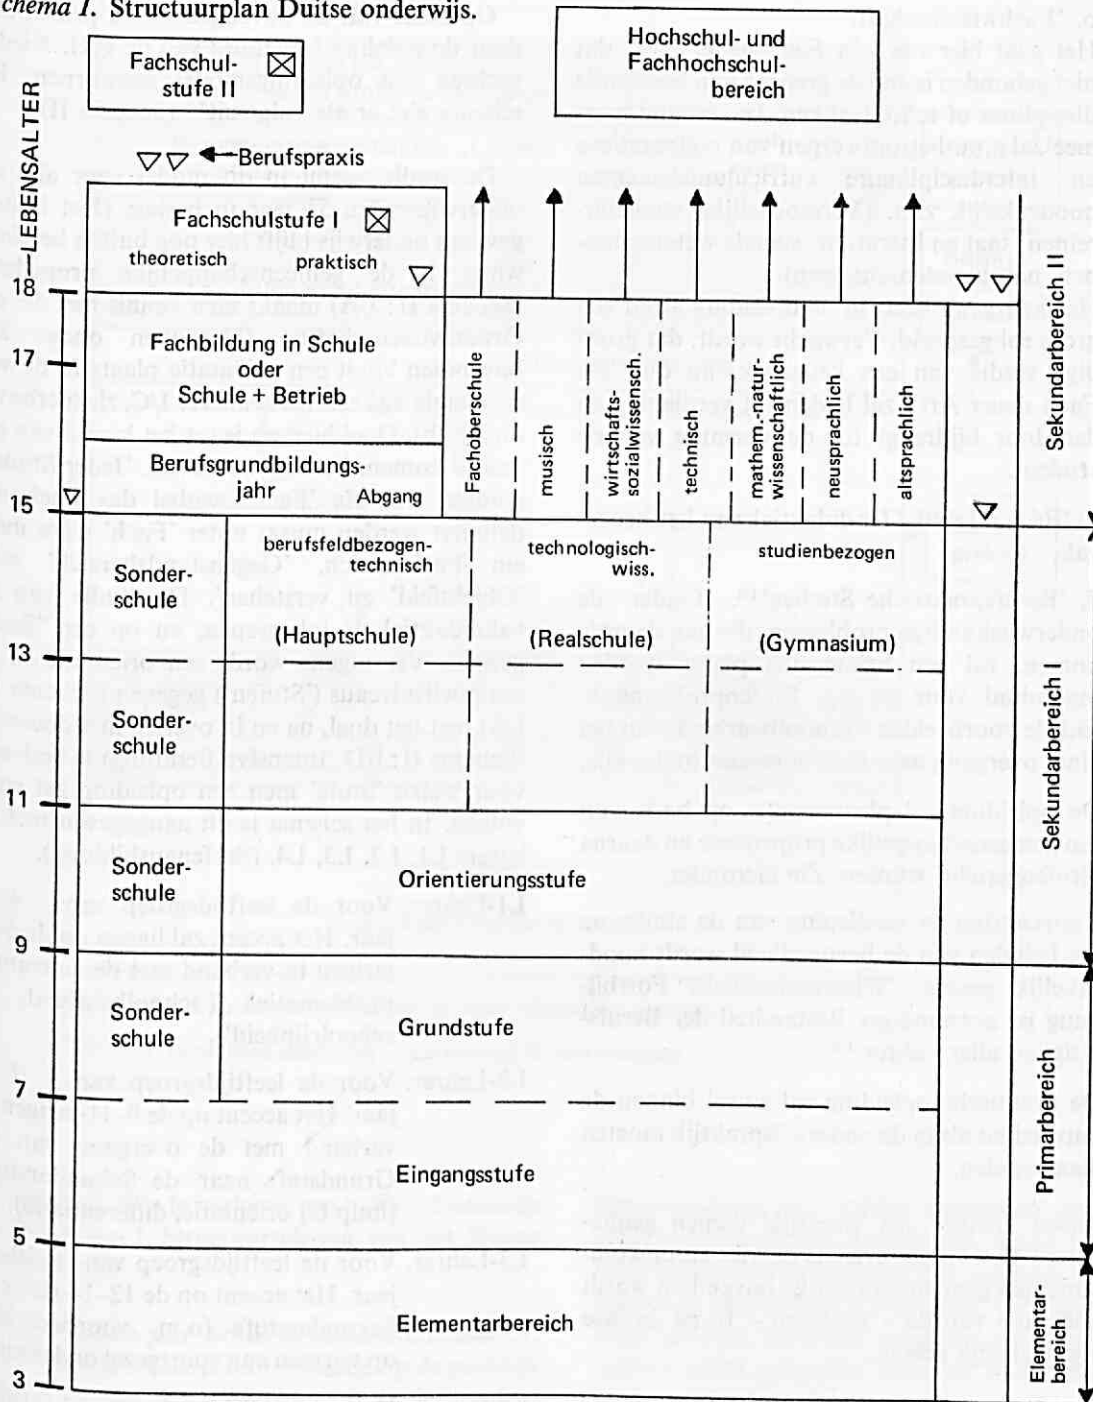 chema I. Structuurplan Duitse onderwijs.
Fachschul-
stufe II
Hochschul- und
Fachhochschul-
bereich
LEBENSALTER
Berufspraxis
Fachschulstufe I
theoretisch
praktisch
18
17
15
13
11
9
7
5
3
Fachbildung in Schule
oder
Schule + Betrieb
Berufsgrundbildungs-
jahr
Abgang
Fachoberschule
musisch
wirtschafts-
sozialwissensch.
technisch
mathem.-natur-
wissenschaftlich
neusprachlich
altsprachlich
Sekundarbereich II
berufsfeldbezogen-
technisch
technologisch-
wiss.
studienbezogen
Sonder-
schule
(Hauptschule)
(Realschule)
(Gymnasium)
Sonder-
schule
Sekundarbereich I
Sonder-
schule
Orientierungsstufe
Sonder-
schule
Grundstufe
Eingangsstufe
Primarbereich
Elementarbereich
Elementar-
bereich